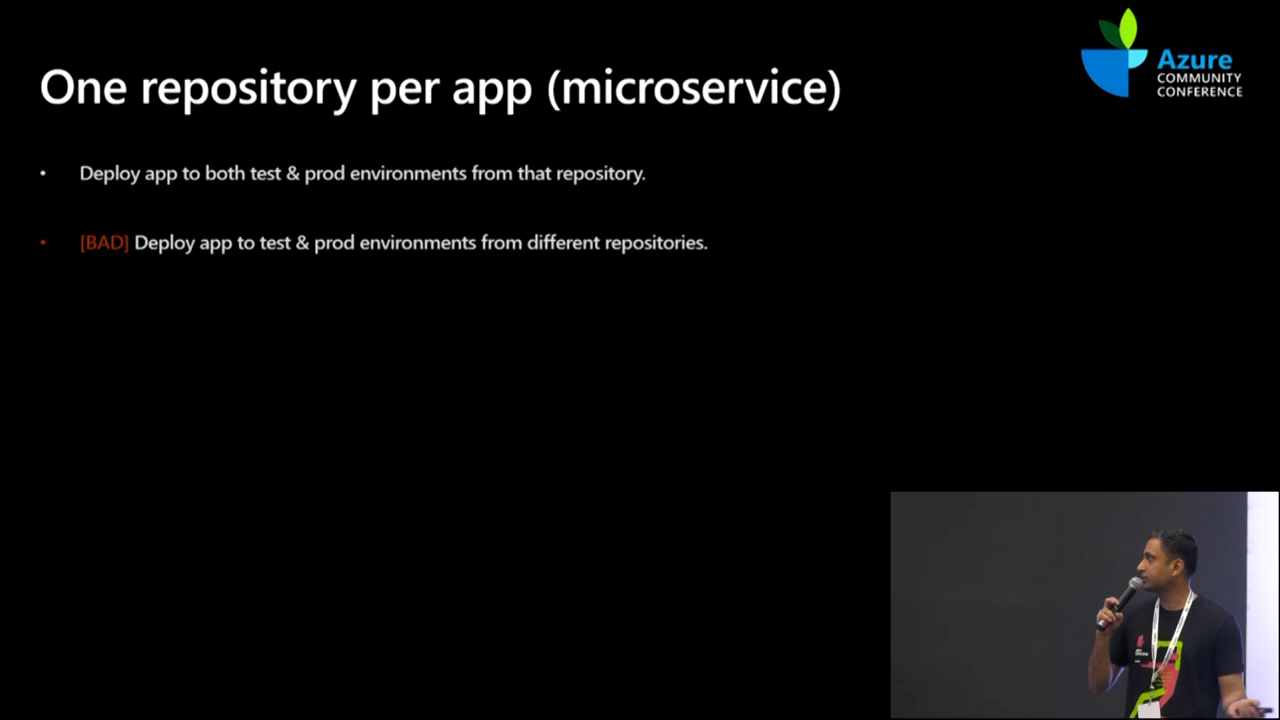 One repository per app (microservice)
Azure
COMMUNITY
CONFERENCE
• Deploy app to both test & prod environments from that repository.
• [BAD] Deploy app to test & prod environments from different repositories.